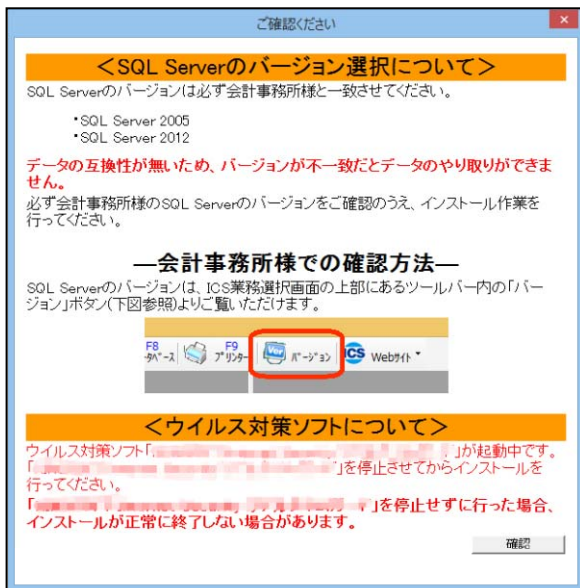 ご確認ください
<SQL Serverのバージョン選択について>
SQL Serverのバージョンは必ず会計事務所様と一致させてください。
・SQL Server 2005
・SQL Server 2012
データの互換性が無いため、バージョンが不一致だとデータのやり取りができま
せん。
必ず会計事務所様のSQL Serverのバージョンをご確認のうえ、インストール作業を
行ってください。
―会計事務所様での確認方法―
SQL Serverのバージョンは、ICS業務選択画面の上部にあるツールバー内の「バー
ジョン」ボタン(下図参照)よりご覧いただけます。
F8 F9
ﾀﾍﾞｰｽ ﾌﾟﾘﾝﾀｰ Ver ﾊﾞｰｼﾞｮﾝ ICS Webｻｲﾄ
<ウイルス対策ソフトについて>
ウイルス対策ソフト「」が起動中です。
「」を停止させてからインストールを
行ってください。
「」を停止せずに行った場合、
インストールが正常に終了しない場合があります。
確認